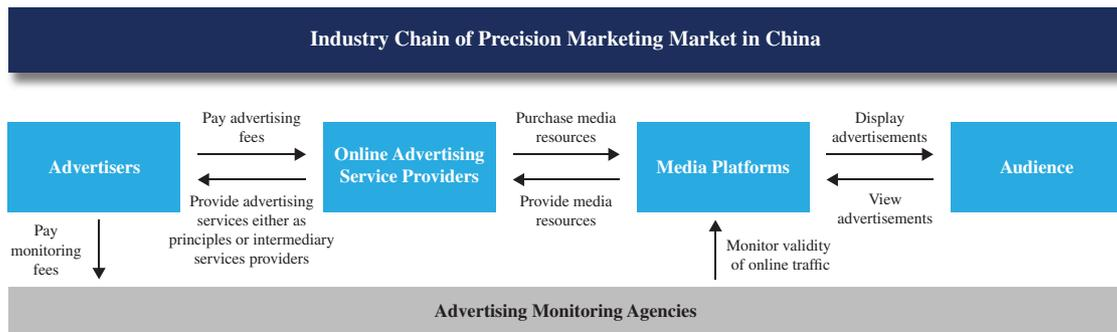 Industry Chain of Precision Marketing Market in China
Pay advertising
fees
Purchase media
resources
Display
advertisements
Advertisers
Online Advertising
Service Providers
Media Platforms
Audience
Provide advertising
services either as
principles or intermediary
services providers
Provide media
resources
View
advertisements
Pay
monitoring
fees
Monitor validity
of online traffic
Advertising Monitoring Agencies